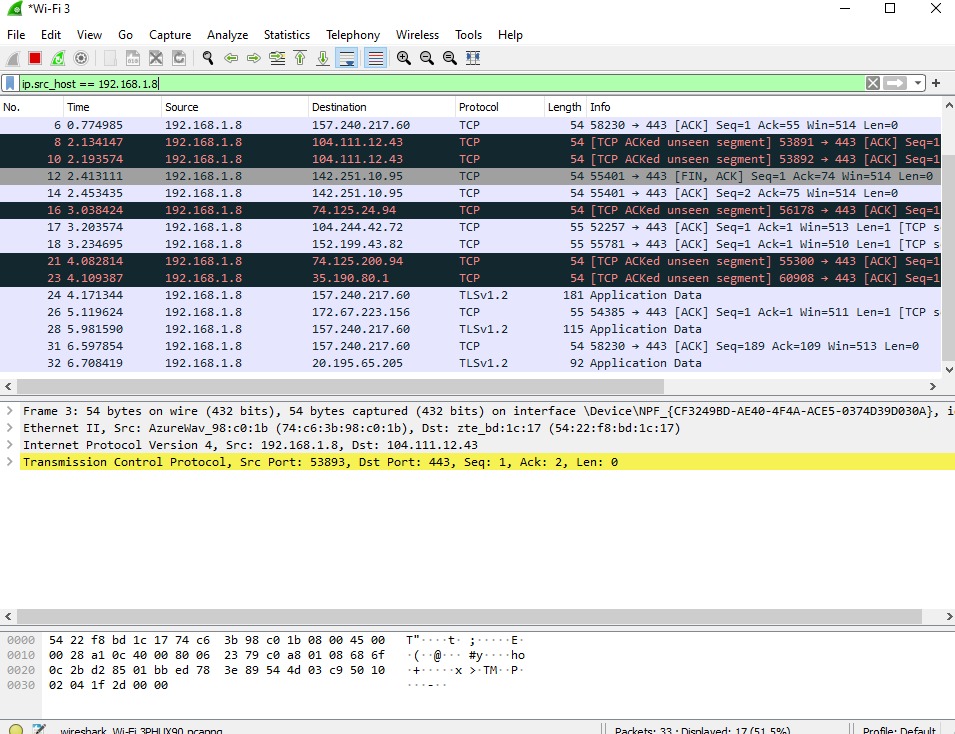 *Wi-Fi 3
File Edit View Go Capture Analyze Statistics Telephony Wireless Tools Help
ip.src_host == 192.168.1.8
No. Time Source Destination Protocol Length Info
6 0.774985 192.168.1.8 157.240.217.60 TCP 54 58230 → 443 [ACK] Seq=1 Ack=55 Win=514 Len=0
8 2.134147 192.168.1.8 104.111.12.43 TCP 54 [TCP ACKed unseen segment] 53891 → 443 [ACK] Seq=1
10 2.193574 192.168.1.8 104.111.12.43 TCP 54 [TCP ACKed unseen segment] 53892 → 443 [ACK] Seq=1
12 2.413111 192.168.1.8 142.251.10.95 TCP 54 55401 → 443 [FIN, ACK] Seq=1 Ack=74 Win=514 Len=0
14 2.453435 192.168.1.8 142.251.10.95 TCP 54 55401 → 443 [ACK] Seq=2 Ack=75 Win=514 Len=0
16 3.038424 192.168.1.8 74.125.24.94 TCP 54 [TCP ACKed unseen segment] 56178 → 443 [ACK] Seq=1
17 3.203574 192.168.1.8 104.244.42.72 TCP 55 52257 → 443 [ACK] Seq=1 Ack=1 Win=513 Len=1 [TCP s
18 3.234695 192.168.1.8 152.199.43.82 TCP 55 55781 → 443 [ACK] Seq=1 Ack=1 Win=510 Len=1 [TCP s
21 4.082814 192.168.1.8 74.125.200.94 TCP 54 [TCP ACKed unseen segment] 55300 → 443 [ACK] Seq=1
23 4.109387 192.168.1.8 35.190.80.1 TCP 54 [TCP ACKed unseen segment] 60908 → 443 [ACK] Seq=1
24 4.171344 192.168.1.8 157.240.217.60 TLSv1.2 181 Application Data
26 5.119624 192.168.1.8 172.67.223.156 TCP 55 54385 → 443 [ACK] Seq=1 Ack=1 Win=511 Len=1 [TCP s
28 5.981590 192.168.1.8 157.240.217.60 TLSv1.2 115 Application Data
31 6.597854 192.168.1.8 157.240.217.60 TCP 54 58230 → 443 [ACK] Seq=189 Ack=109 Win=513 Len=0
32 6.708419 192.168.1.8 20.195.65.205 TLSv1.2 92 Application Data
Frame 3: 54 bytes on wire (432 bits), 54 bytes captured (432 bits) on interface \Device\NPF_{CF3249BD-AE40-4F4A-ACE5-0374D39D030A}, i
Ethernet II, Src: AzureWav_98:c0:1b (74:c6:3b:98:c0:1b), Dst: zte_bd:1c:17 (54:22:f8:bd:1c:17)
Internet Protocol Version 4, Src: 192.168.1.8, Dst: 104.111.12.43
Transmission Control Protocol, Src Port: 53893, Dst Port: 443, Seq: 1, Ack: 2, Len: 0
0000 54 22 f8 bd 1c 17 74 c6 3b 98 c0 1b 08 00 45 00 T"····t· ;·····E·
0010 00 28 a1 0c 40 00 80 06 23 79 c0 a8 01 08 68 6f ·(··@··· #y····ho
0020 0c 2b d2 85 01 bb ed 78 3e 89 54 4d 03 c9 50 10 ·+·····x >·TM··P·
0030 02 04 1f 2d 00 00 ···-··
wireshark_Wi-Fi 3PHUX90.pcapng Packets: 33 · Displayed: 17 (51.5%) Profile: Default